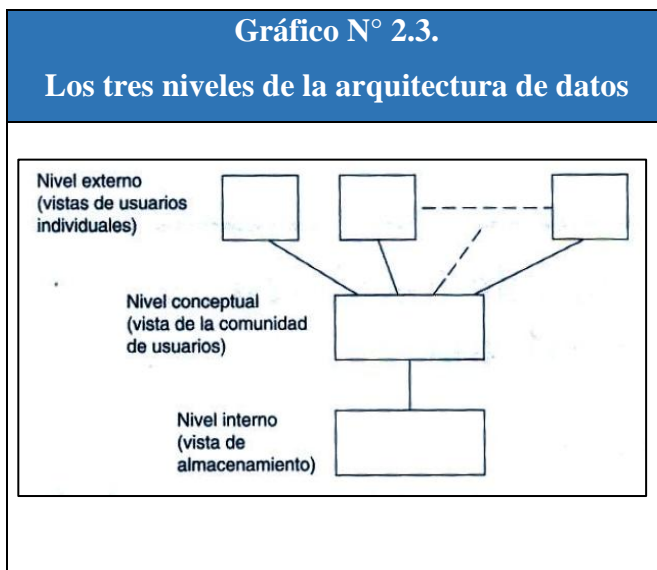 Gráfico N° 2.3.
Los tres niveles de la arquitectura de datos
Nivel externo
(vistas de usuarios
individuales)
Nivel conceptual
(vista de la comunidad
de usuarios)
Nivel interno
(vista de
almacenamiento)